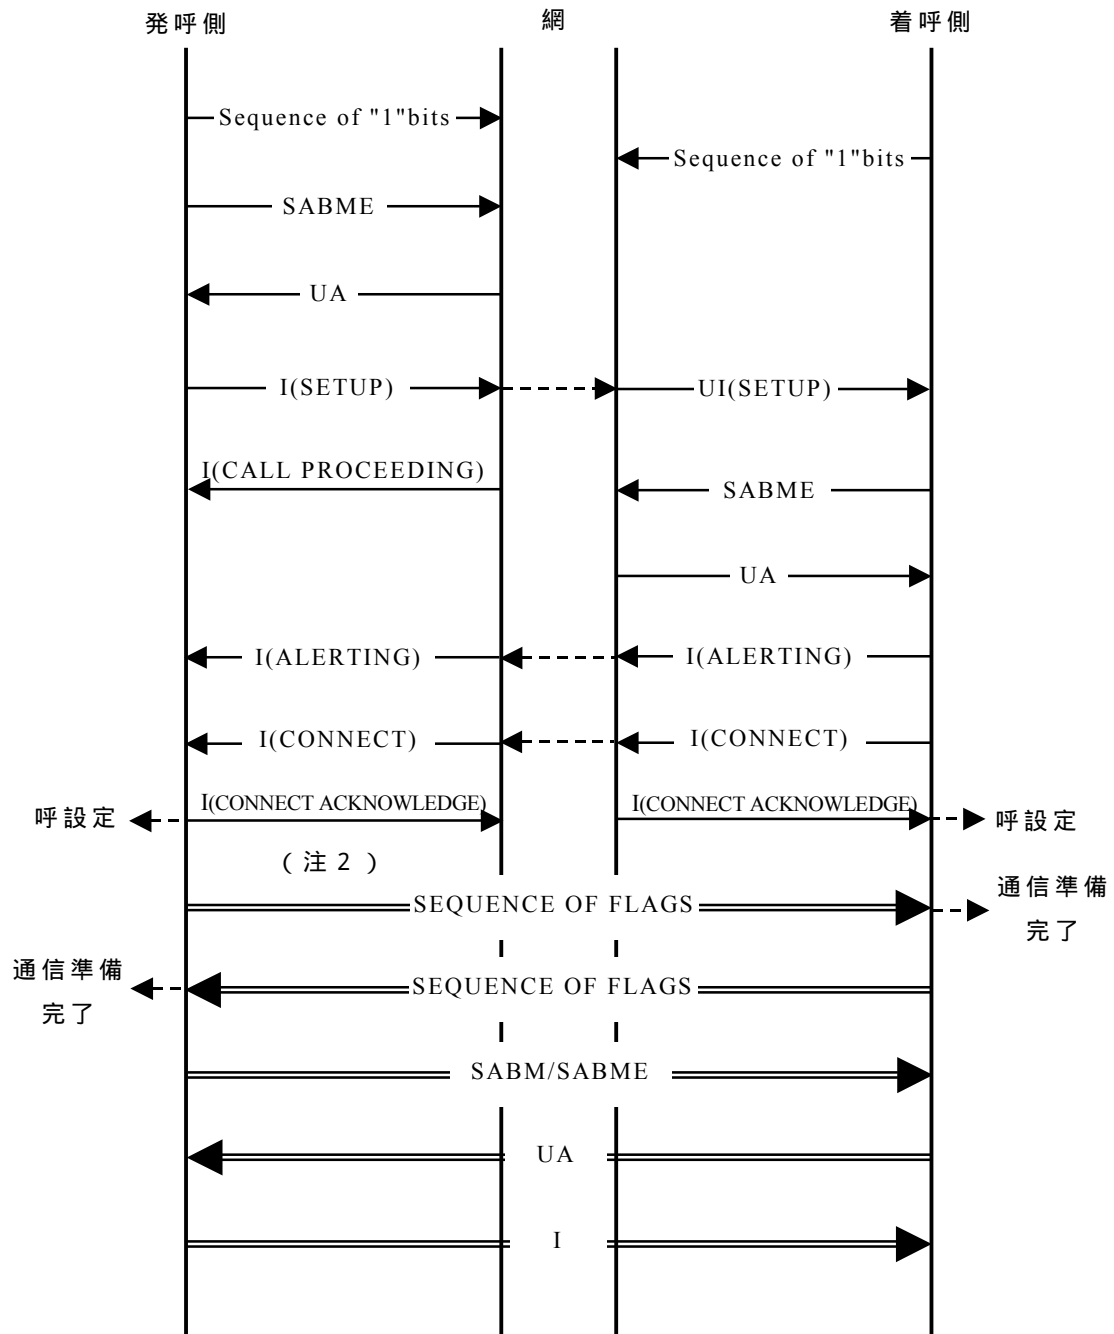 発呼側
網
着呼側
Sequence of "1"bits
Sequence of "1"bits
SABME
UA
I(SETUP)
UI(SETUP)
I(CALL PROCEEDING)
SABME
UA
I(ALERTING)
I(ALERTING)
I(CONNECT)
I(CONNECT)
I(CONNECT ACKNOWLEDGE)
I(CONNECT ACKNOWLEDGE)
呼設定
呼設定
(注2)
SEQUENCE OF FLAGS
通信準備
完了
SEQUENCE OF FLAGS
通信準備
完了
SABM/SABME
UA
I